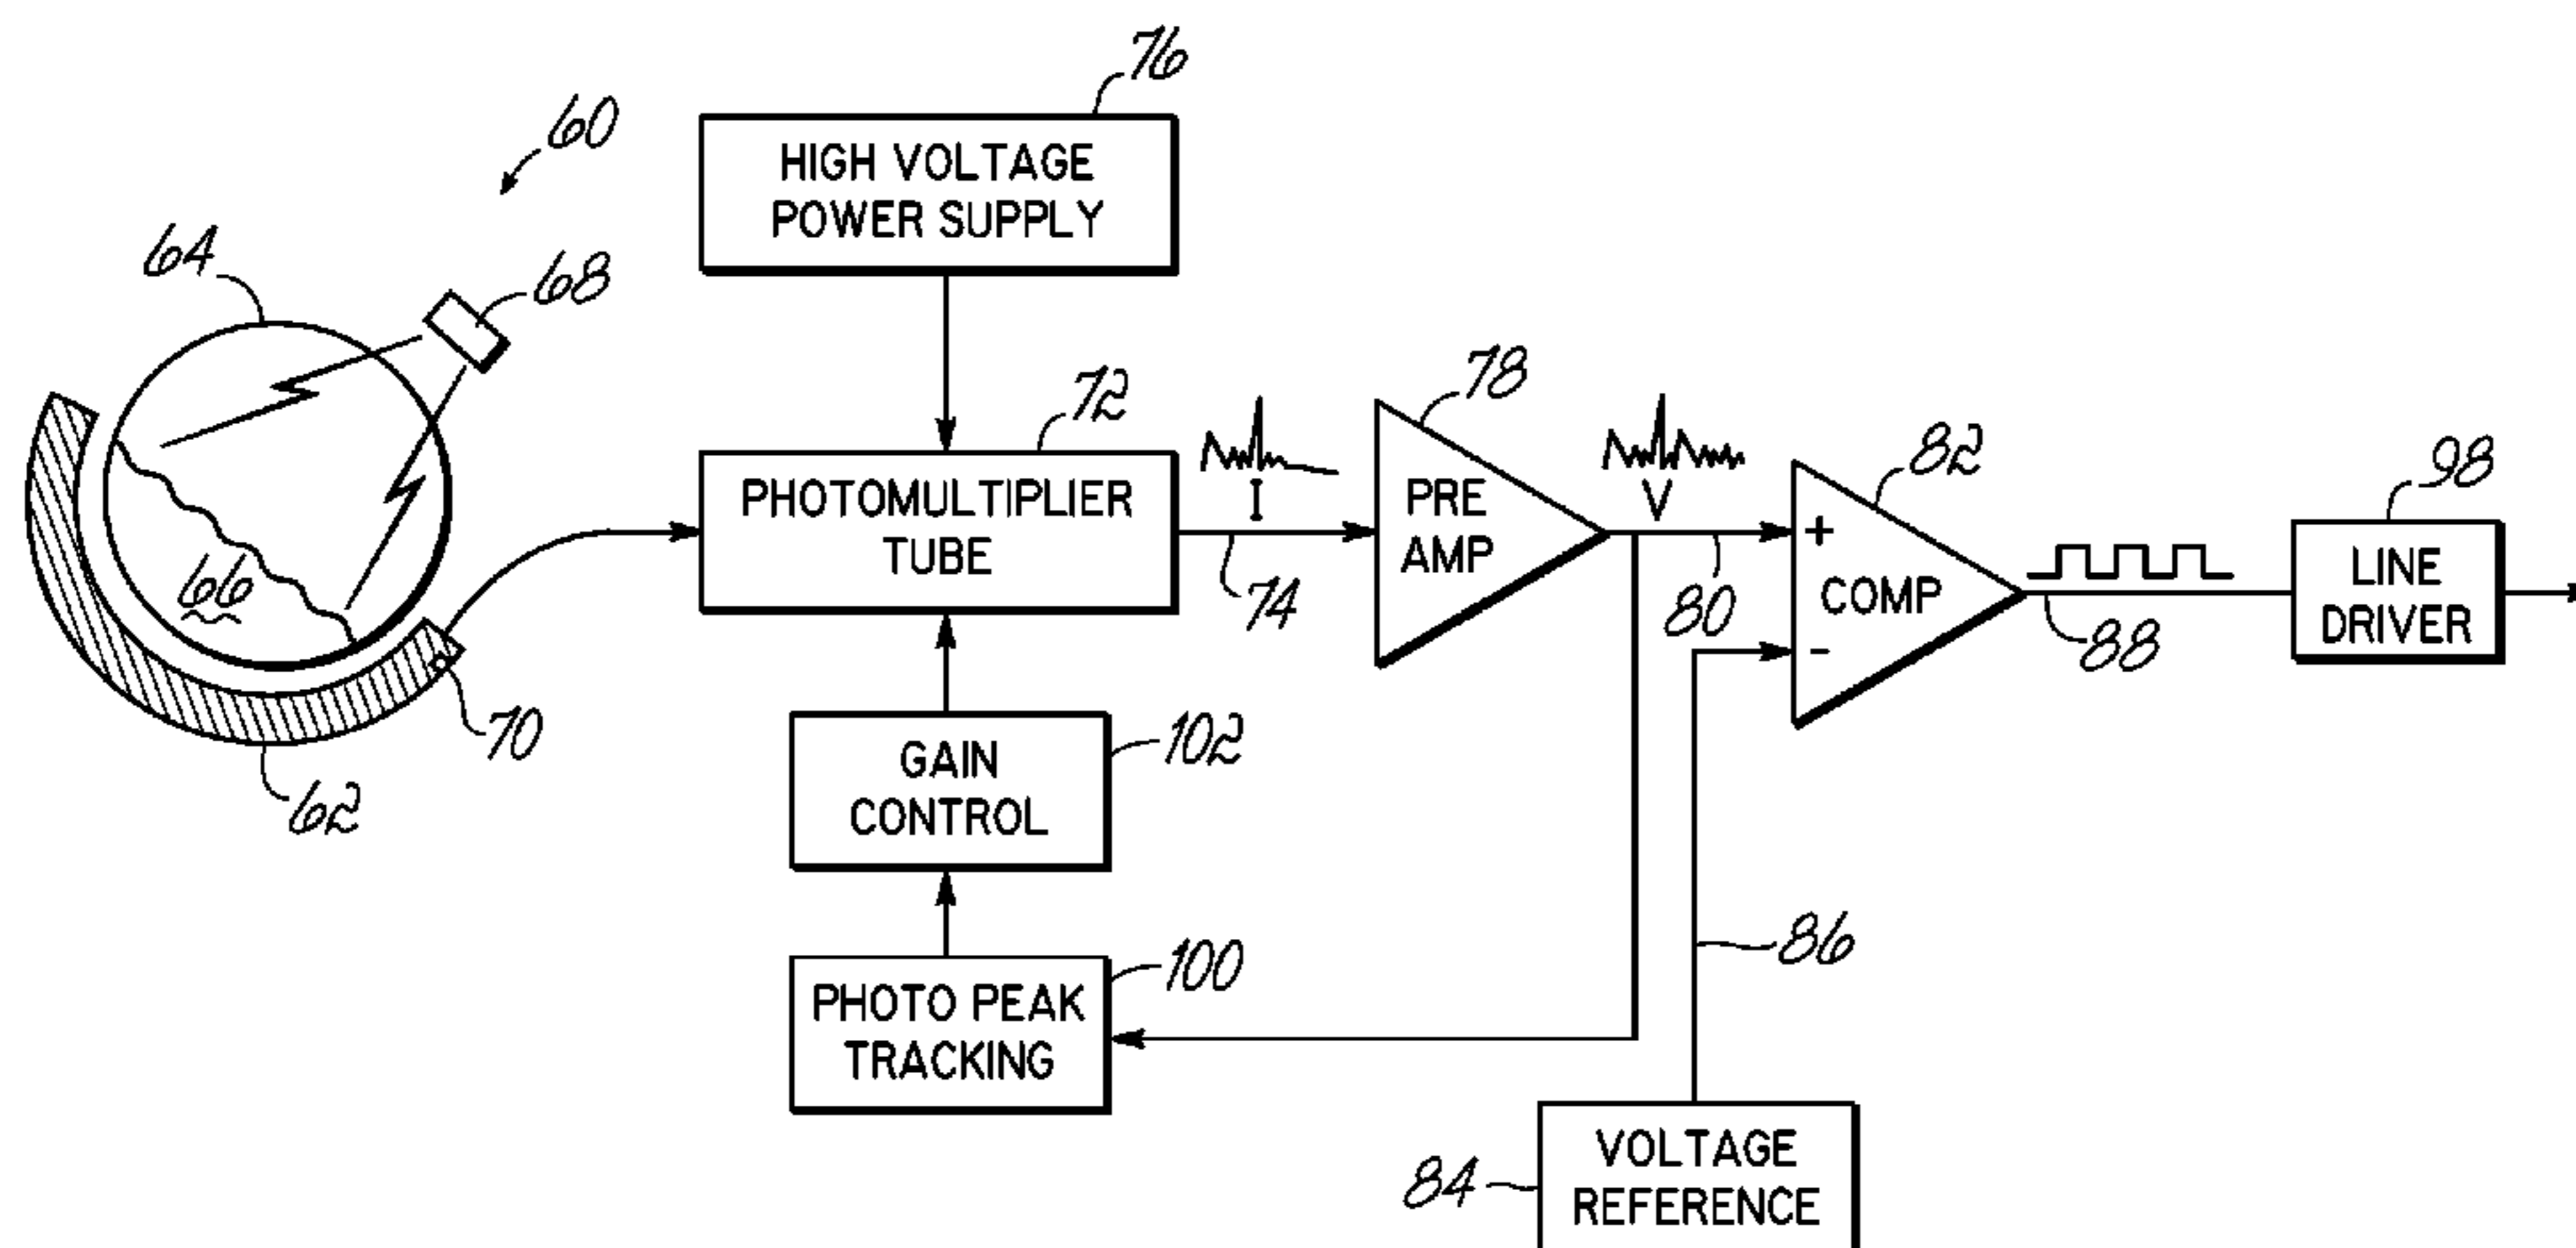 76
60
HIGH VOLTAGE
POWER SUPPLY
64
68
78
72
82
98
PHOTOMULTIPLIER
TUBE
I
PRE
AMP
V
+
COMP
-
LINE
DRIVER
66
74
80
88
70
62
GAIN
CONTROL
102
86
PHOTO PEAK
TRACKING
100
VOLTAGE
REFERENCE
84